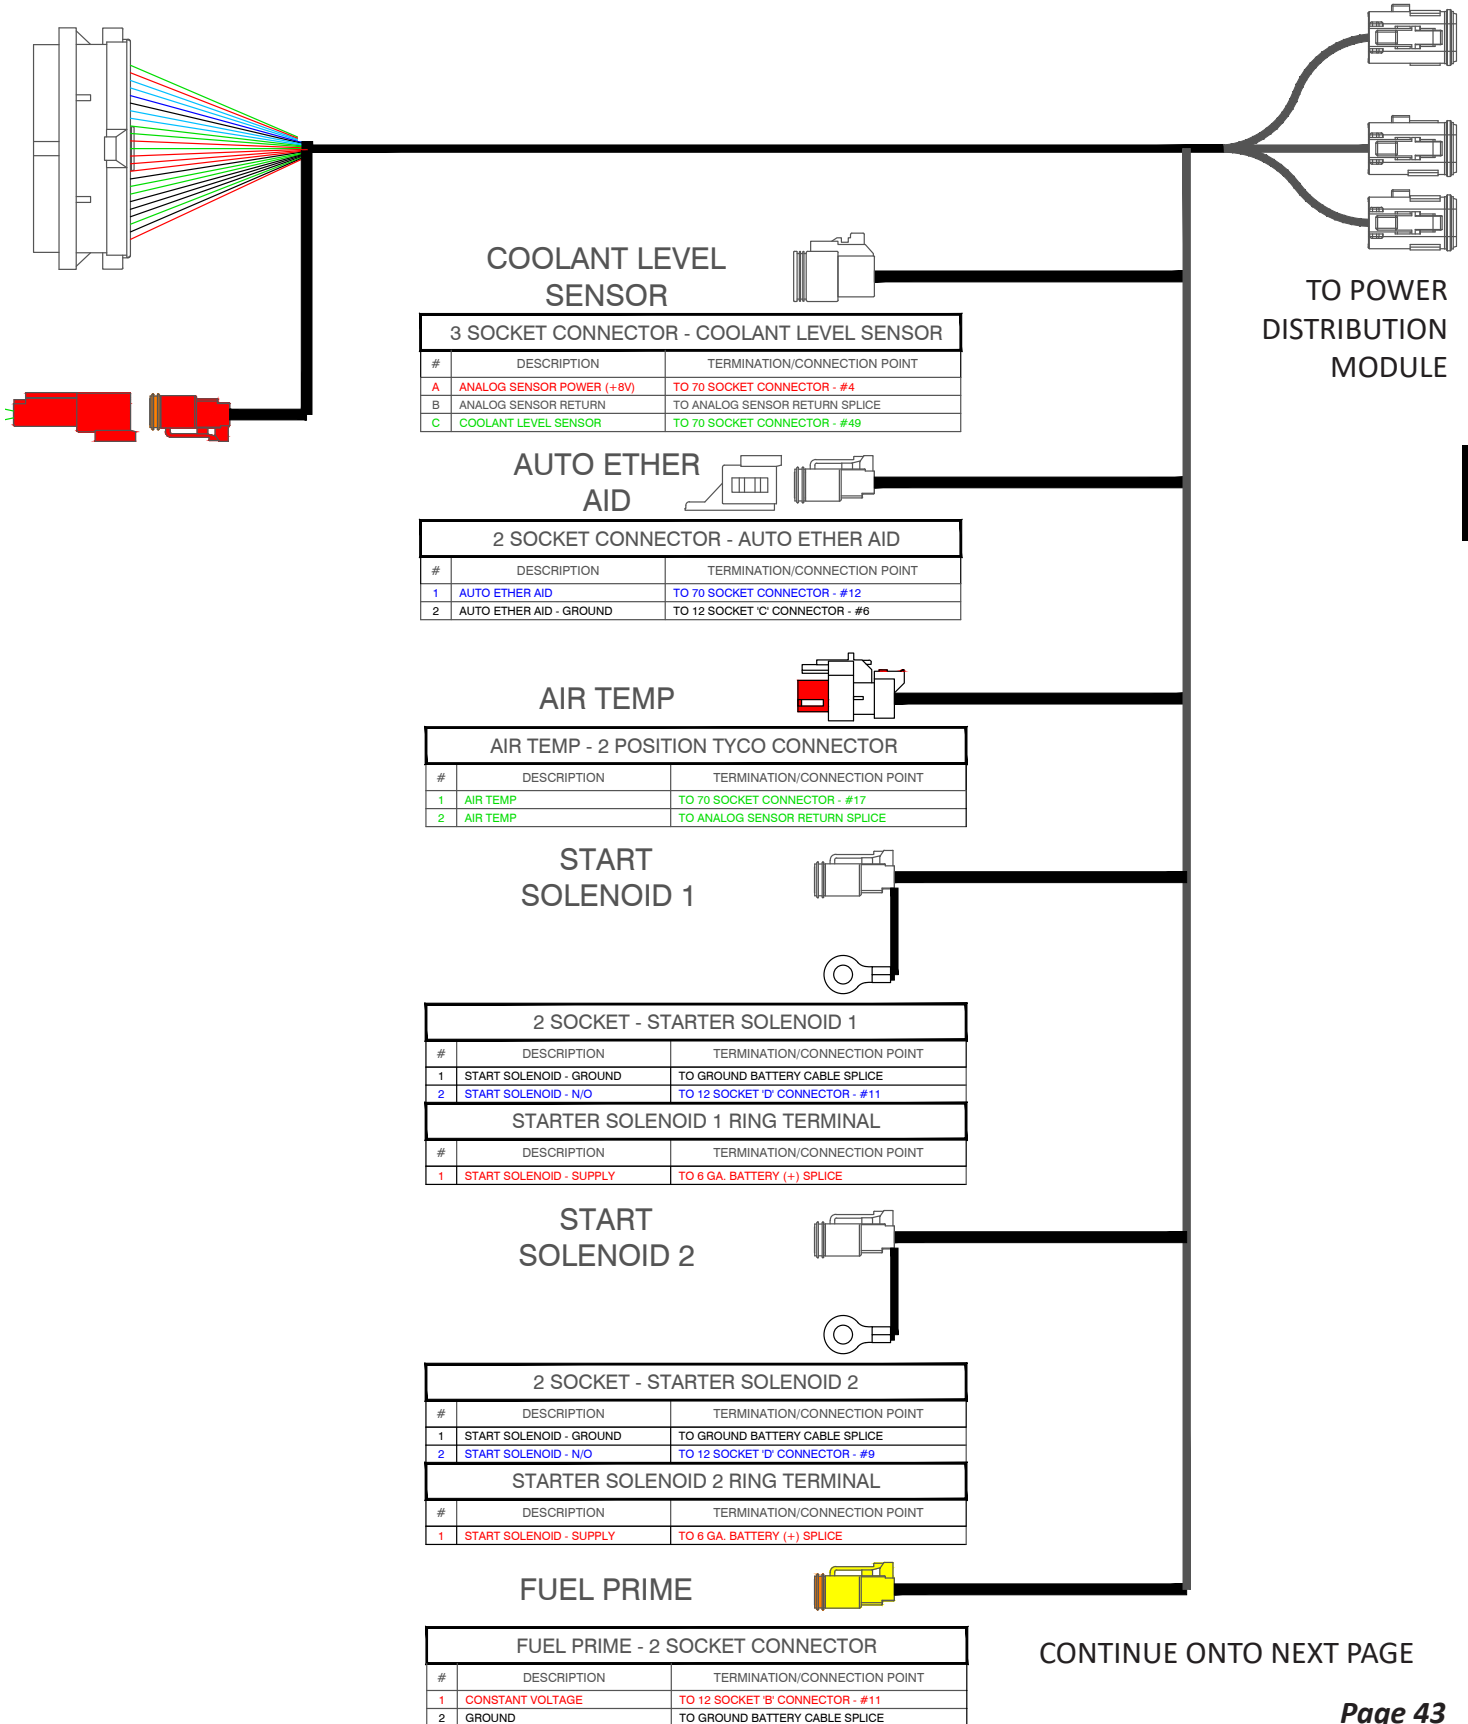 TO POWER
DISTRIBUTION
MODULE
COOLANT LEVEL
SENSOR
3 SOCKET CONNECTOR - COOLANT LEVEL SENSOR
# DESCRIPTION TERMINATION/CONNECTION POINT
A ANALOG SENSOR POWER (+8V) TO 70 SOCKET CONNECTOR - #4
B ANALOG SENSOR RETURN TO ANALOG SENSOR RETURN SPLICE
C COOLANT LEVEL SENSOR TO 70 SOCKET CONNECTOR - #49
AUTO ETHER
AID
2 SOCKET CONNECTOR - AUTO ETHER AID
# DESCRIPTION TERMINATION/CONNECTION POINT
1 AUTO ETHER AID TO 70 SOCKET CONNECTOR - #12
2 AUTO ETHER AID - GROUND TO 12 SOCKET 'C' CONNECTOR - #6
AIR TEMP
AIR TEMP - 2 POSITION TYCO CONNECTOR
# DESCRIPTION TERMINATION/CONNECTION POINT
1 AIR TEMP TO 70 SOCKET CONNECTOR - #17
2 AIR TEMP TO ANALOG SENSOR RETURN SPLICE
START
SOLENOID 1
2 SOCKET - STARTER SOLENOID 1
# DESCRIPTION TERMINATION/CONNECTION POINT
1 START SOLENOID - GROUND TO GROUND BATTERY CABLE SPLICE
2 START SOLENOID - N/O TO 12 SOCKET 'D' CONNECTOR - #11
STARTER SOLENOID 1 RING TERMINAL
# DESCRIPTION TERMINATION/CONNECTION POINT
1 START SOLENOID - SUPPLY TO 6 GA. BATTERY (+) SPLICE
START
SOLENOID 2
2 SOCKET - STARTER SOLENOID 2
# DESCRIPTION TERMINATION/CONNECTION POINT
1 START SOLENOID - GROUND TO GROUND BATTERY CABLE SPLICE
2 START SOLENOID - N/O TO 12 SOCKET 'D' CONNECTOR - #9
STARTER SOLENOID 2 RING TERMINAL
# DESCRIPTION TERMINATION/CONNECTION POINT
1 START SOLENOID - SUPPLY TO 6 GA. BATTERY (+) SPLICE
FUEL PRIME
FUEL PRIME - 2 SOCKET CONNECTOR
# DESCRIPTION TERMINATION/CONNECTION POINT
1 CONSTANT VOLTAGE TO 12 SOCKET 'B' CONNECTOR - #11
2 GROUND TO GROUND BATTERY CABLE SPLICE
CONTINUE ONTO NEXT PAGE
Page 43